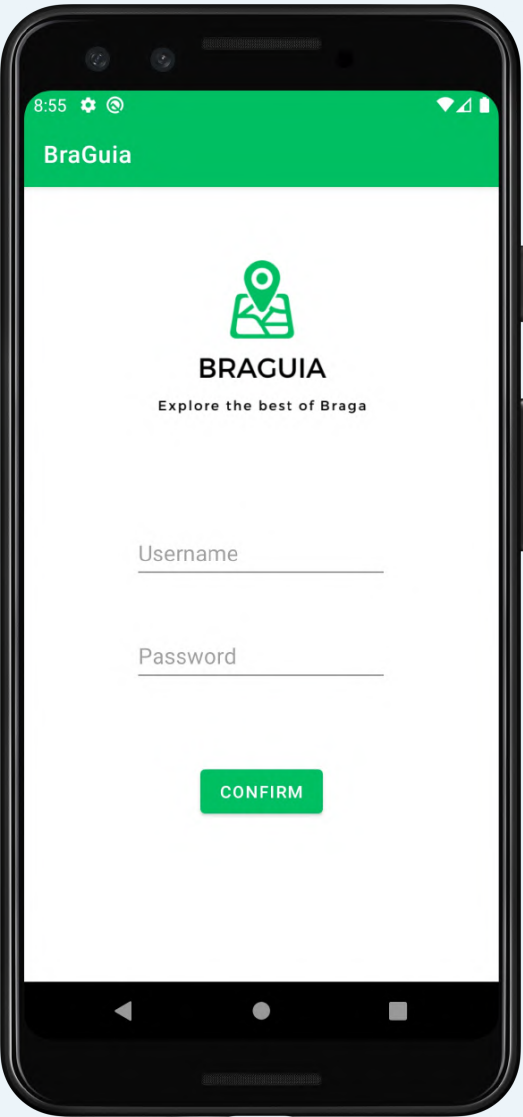 8:55
BraGuia
BRAGUIA
Explore the best of Braga
Username
Password
CONFIRM